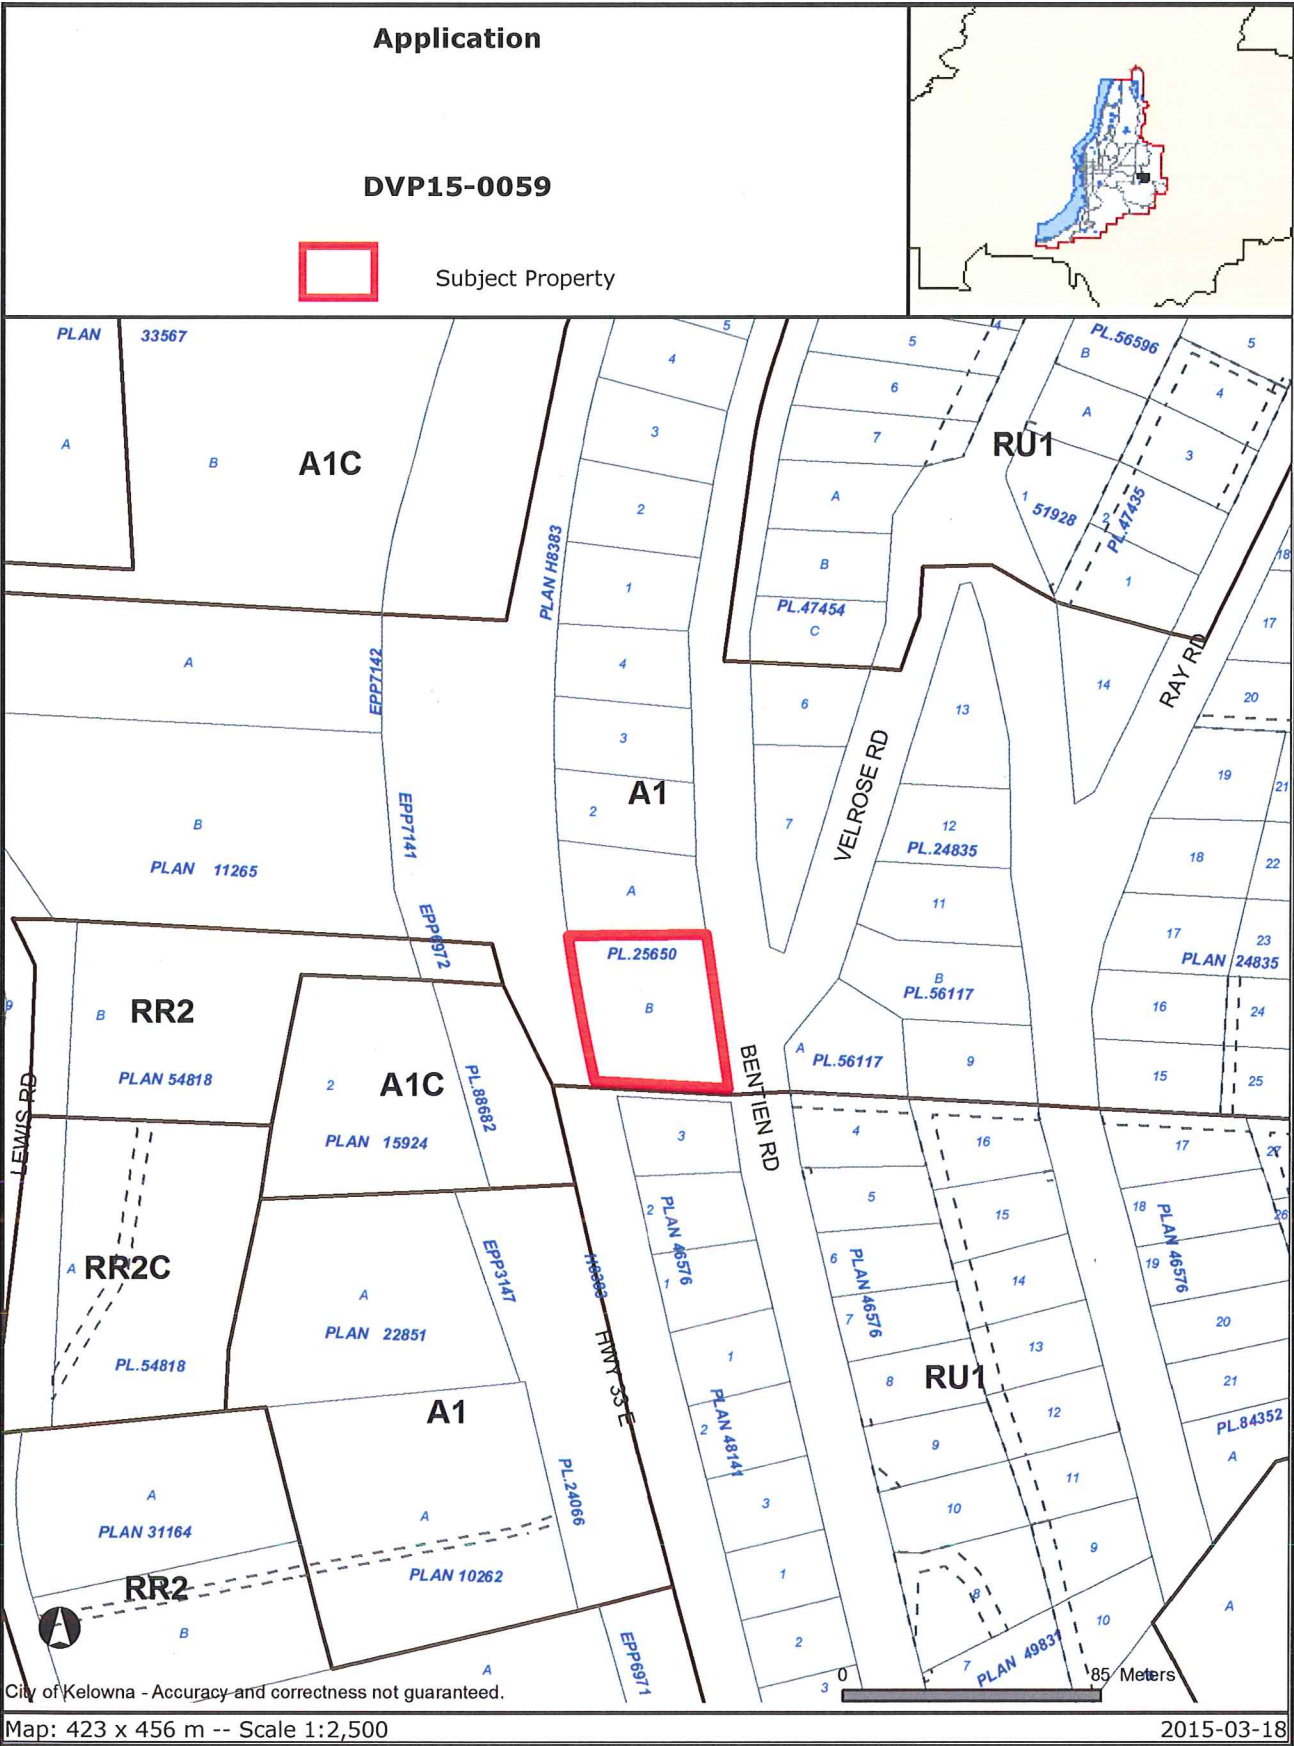 Application
DVP15-0059
Subject Property
PLAN 33567
A
B
A1C
5
4
3
2
1
PLAN H8383
4
3
2
A1
A
PL.25650
B
4
5
6
7
A
B
PL.47454
C
6
7
RU1
PL.56596
B
A
1
51928
2
PL.47435
5
4
3
1
18
17
20
14
RAY RD
VELROSE RD
13
12
PL.24835
11
B
PL.56117
A
PL.56117
9
19
21
18
22
17
23
PLAN 24835
16
24
15
25
A
EPP7142
B
PLAN 11265
EPP7141
EPP6972
9
B
RR2
PLAN 54818
LEWIS RD
2
A1C
PLAN 15924
PL.88682
A
RR2C
PL.54818
A
PLAN 22851
EPP3147
H8383
HWY 33 E
A1
BENTIEN RD
3
2
PLAN 46576
1
1
2
PLAN 48141
3
1
2
3
4
5
6
PLAN 46576
7
8
RU1
9
10
8
7
PLAN 49831
16
15
14
13
12
11
9
10
17
27
18
PLAN 46576
26
19
20
21
PL.84352
A
A
A
PLAN 31164
RR2
B
A
PLAN 10262
PL.24066
A
EPP6971
0
85 Meters
City of Kelowna - Accuracy and correctness not guaranteed.
Map: 423 x 456 m -- Scale 1:2,500
2015-03-18